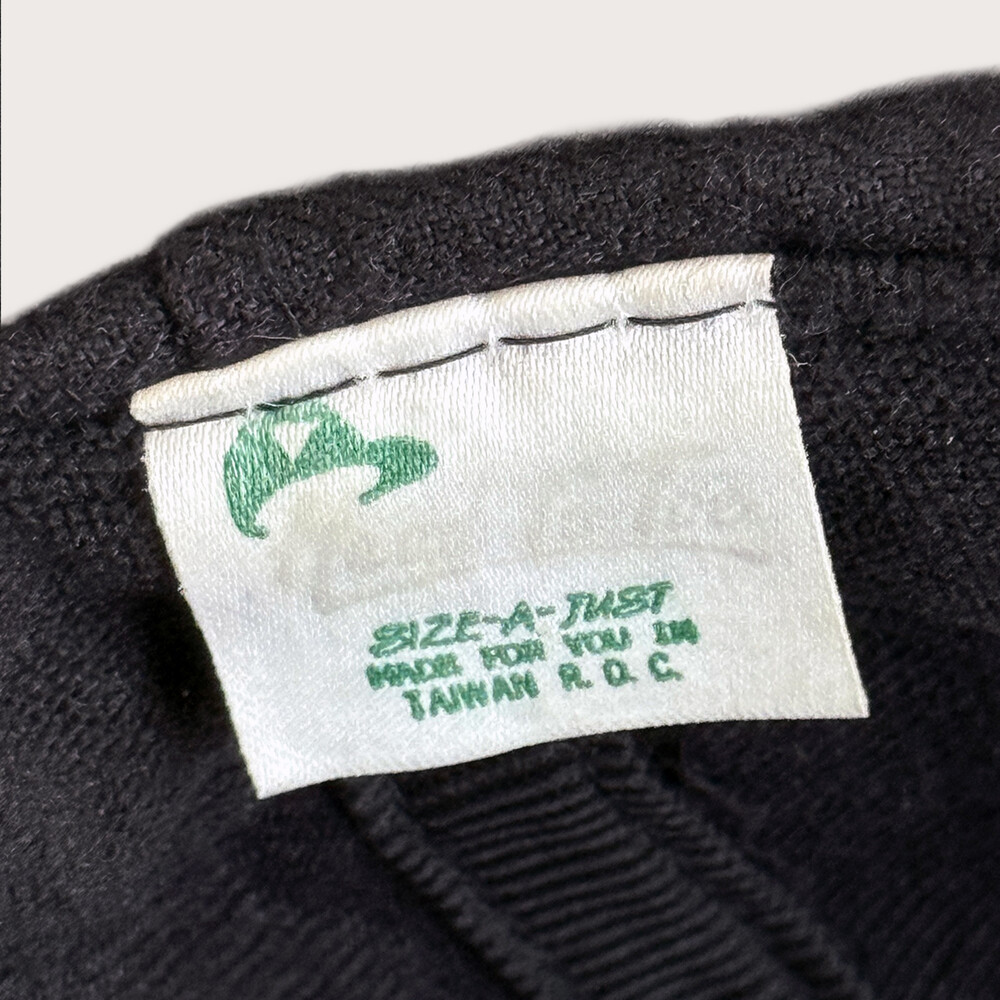 SIZE-A-JUST
MADE FOR YOU IN
TAIWAN R. O. C.